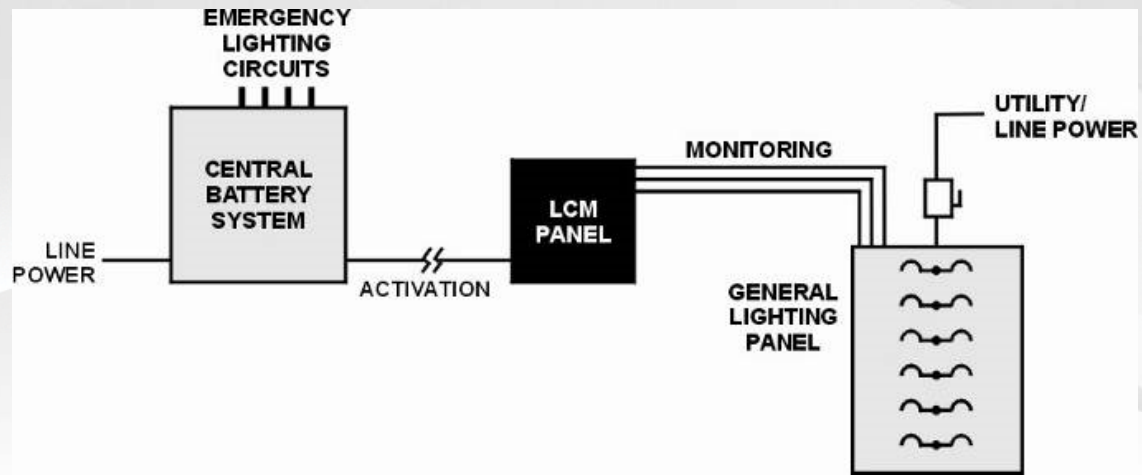 EMERGENCY
LIGHTING
CIRCUITS
CENTRAL
BATTERY
SYSTEM
LINE
POWER
ACTIVATION
LCM
PANEL
MONITORING
UTILITY/
LINE POWER
GENERAL
LIGHTING
PANEL